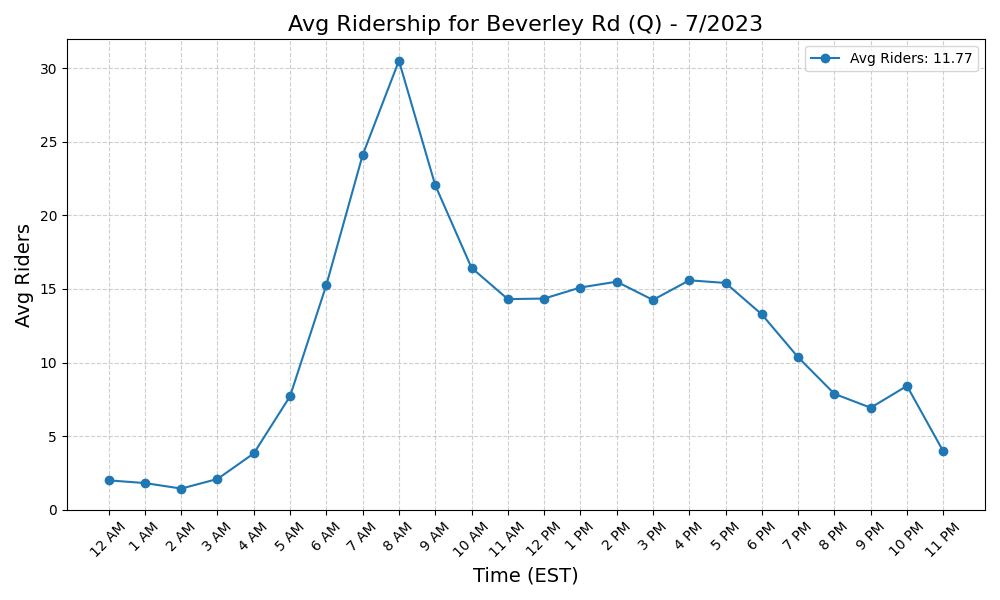 Avg Ridership for Beverley Rd (Q) - 7/2023
Avg Riders: 11.77
Avg Riders
30
25
20
15
10
5
0
12 AM
1 AM
2 AM
3 AM
4 AM
5 AM
6 AM
7 AM
8 AM
9 AM
10 AM
11 AM
12 PM
1 PM
2 PM
3 PM
4 PM
5 PM
6 PM
7 PM
8 PM
9 PM
10 PM
11 PM
Time (EST)